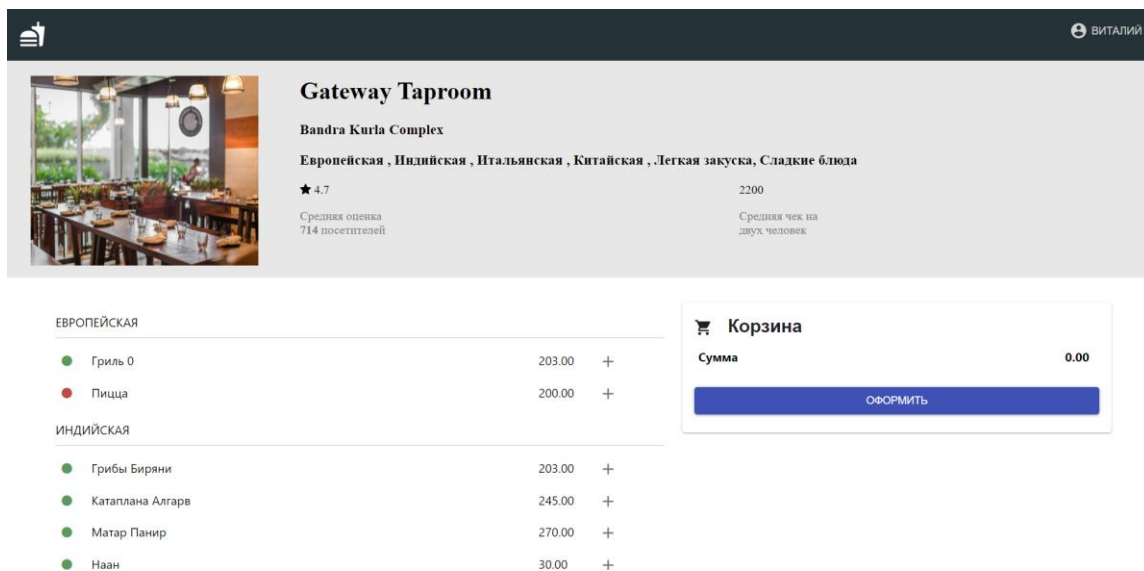 ВИТАЛИЙ
Gateway Taproom
Bandra Kurla Complex
Европейская , Индийская , Итальянская , Китайская , Легкая закуска, Сладкие блюда
4.7
2200
Средняя оценка
714 посетителей
Средняя чек на
двух человек
ЕВРОПЕЙСКАЯ
Гриль 0 203.00 +
Пицца 200.00 +
ИНДИЙСКАЯ
Грибы Биряни 203.00 +
Катаплана Алгарв 245.00 +
Матар Панир 270.00 +
Наан 30.00 +
Корзина
Сумма 0.00
ОФОРМИТЬ